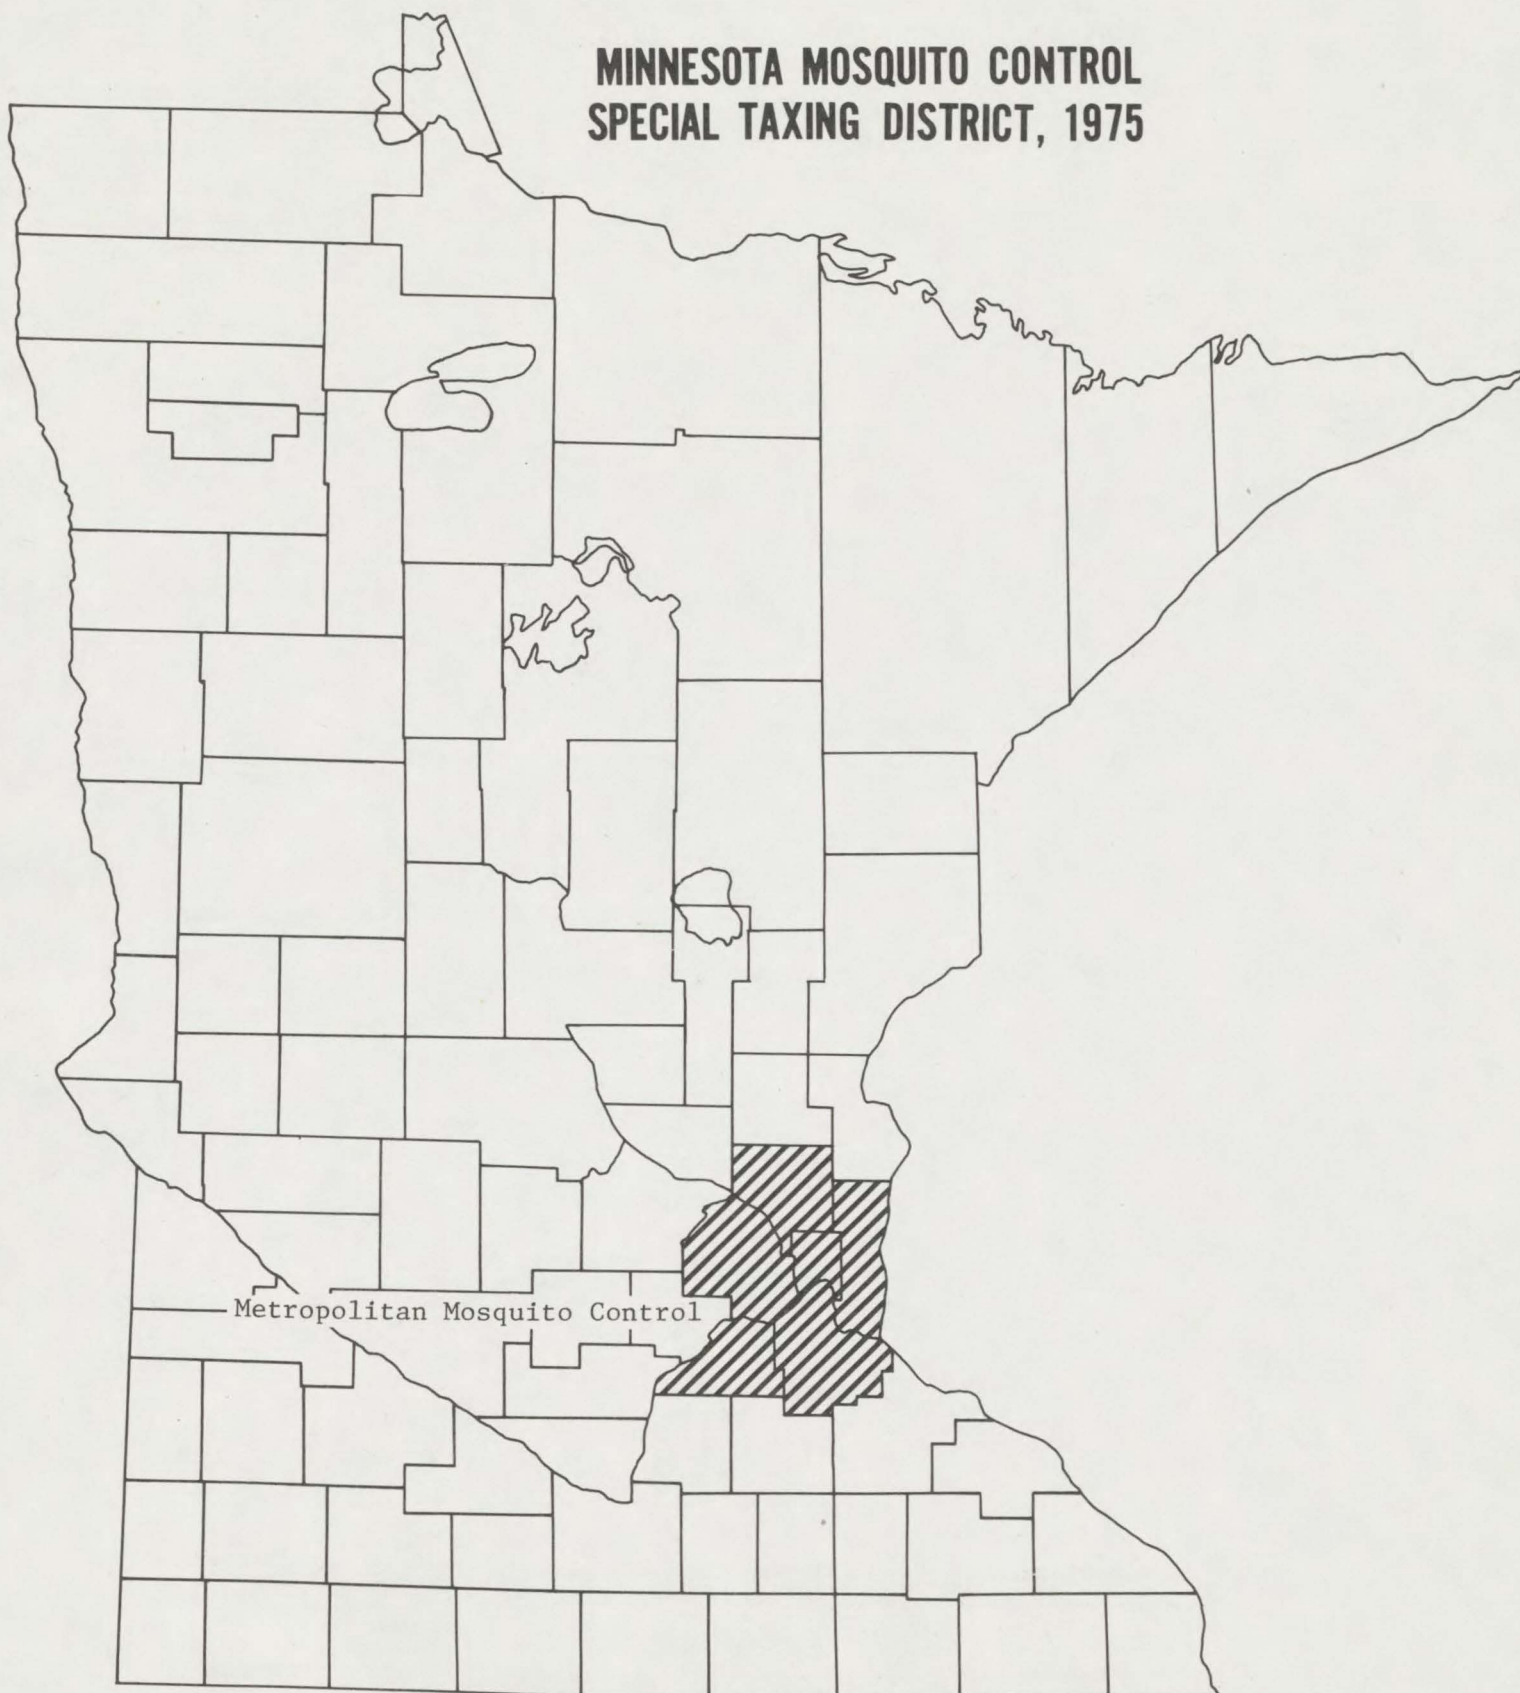 MINNESOTA MOSQUITO CONTROL
SPECIAL TAXING DISTRICT, 1975
Metropolitan Mosquito Control